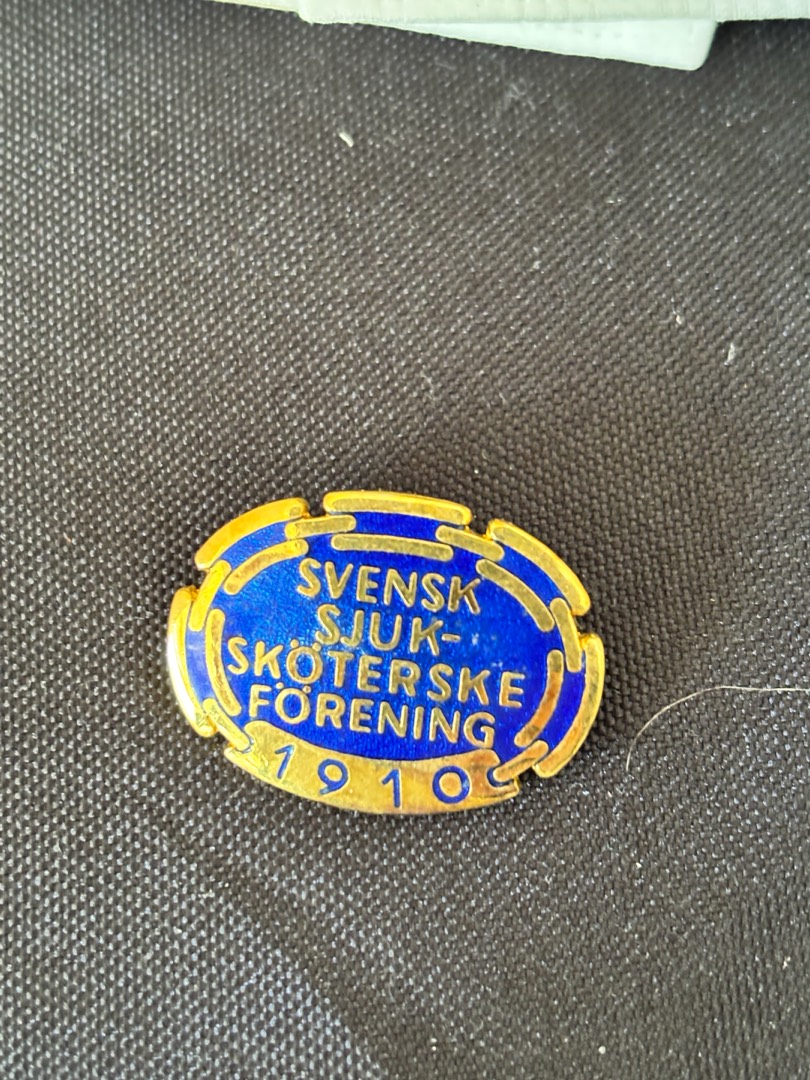 SVENSK
SJUK-
SKÖTERSKE
FÖRENING
1910